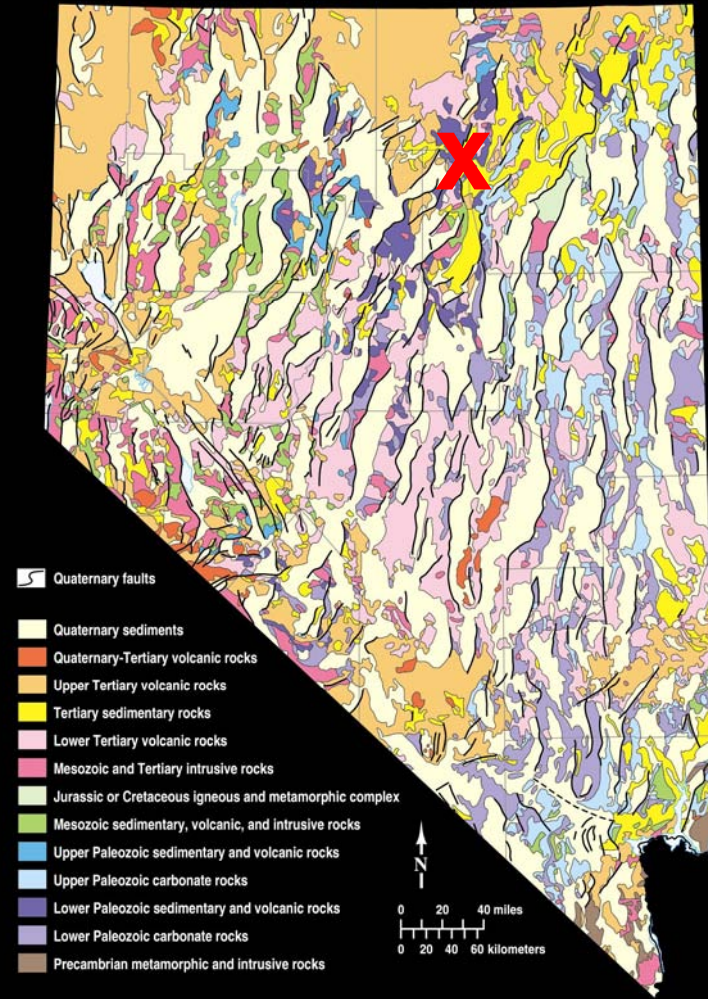 X
Quaternary faults
Quaternary sediments
Quaternary-Tertiary volcanic rocks
Upper Tertiary volcanic rocks
Tertiary sedimentary rocks
Lower Tertiary volcanic rocks
Mesozoic and Tertiary intrusive rocks
Jurassic or Cretaceous igneous and metamorphic complex
Mesozoic sedimentary, volcanic, and intrusive rocks
Upper Paleozoic sedimentary and volcanic rocks
Upper Paleozoic carbonate rocks
Lower Paleozoic sedimentary and volcanic rocks
Lower Paleozoic carbonate rocks
Precambrian metamorphic and intrusive rocks
N
0 20 40 miles
0 20 40 60 kilometers